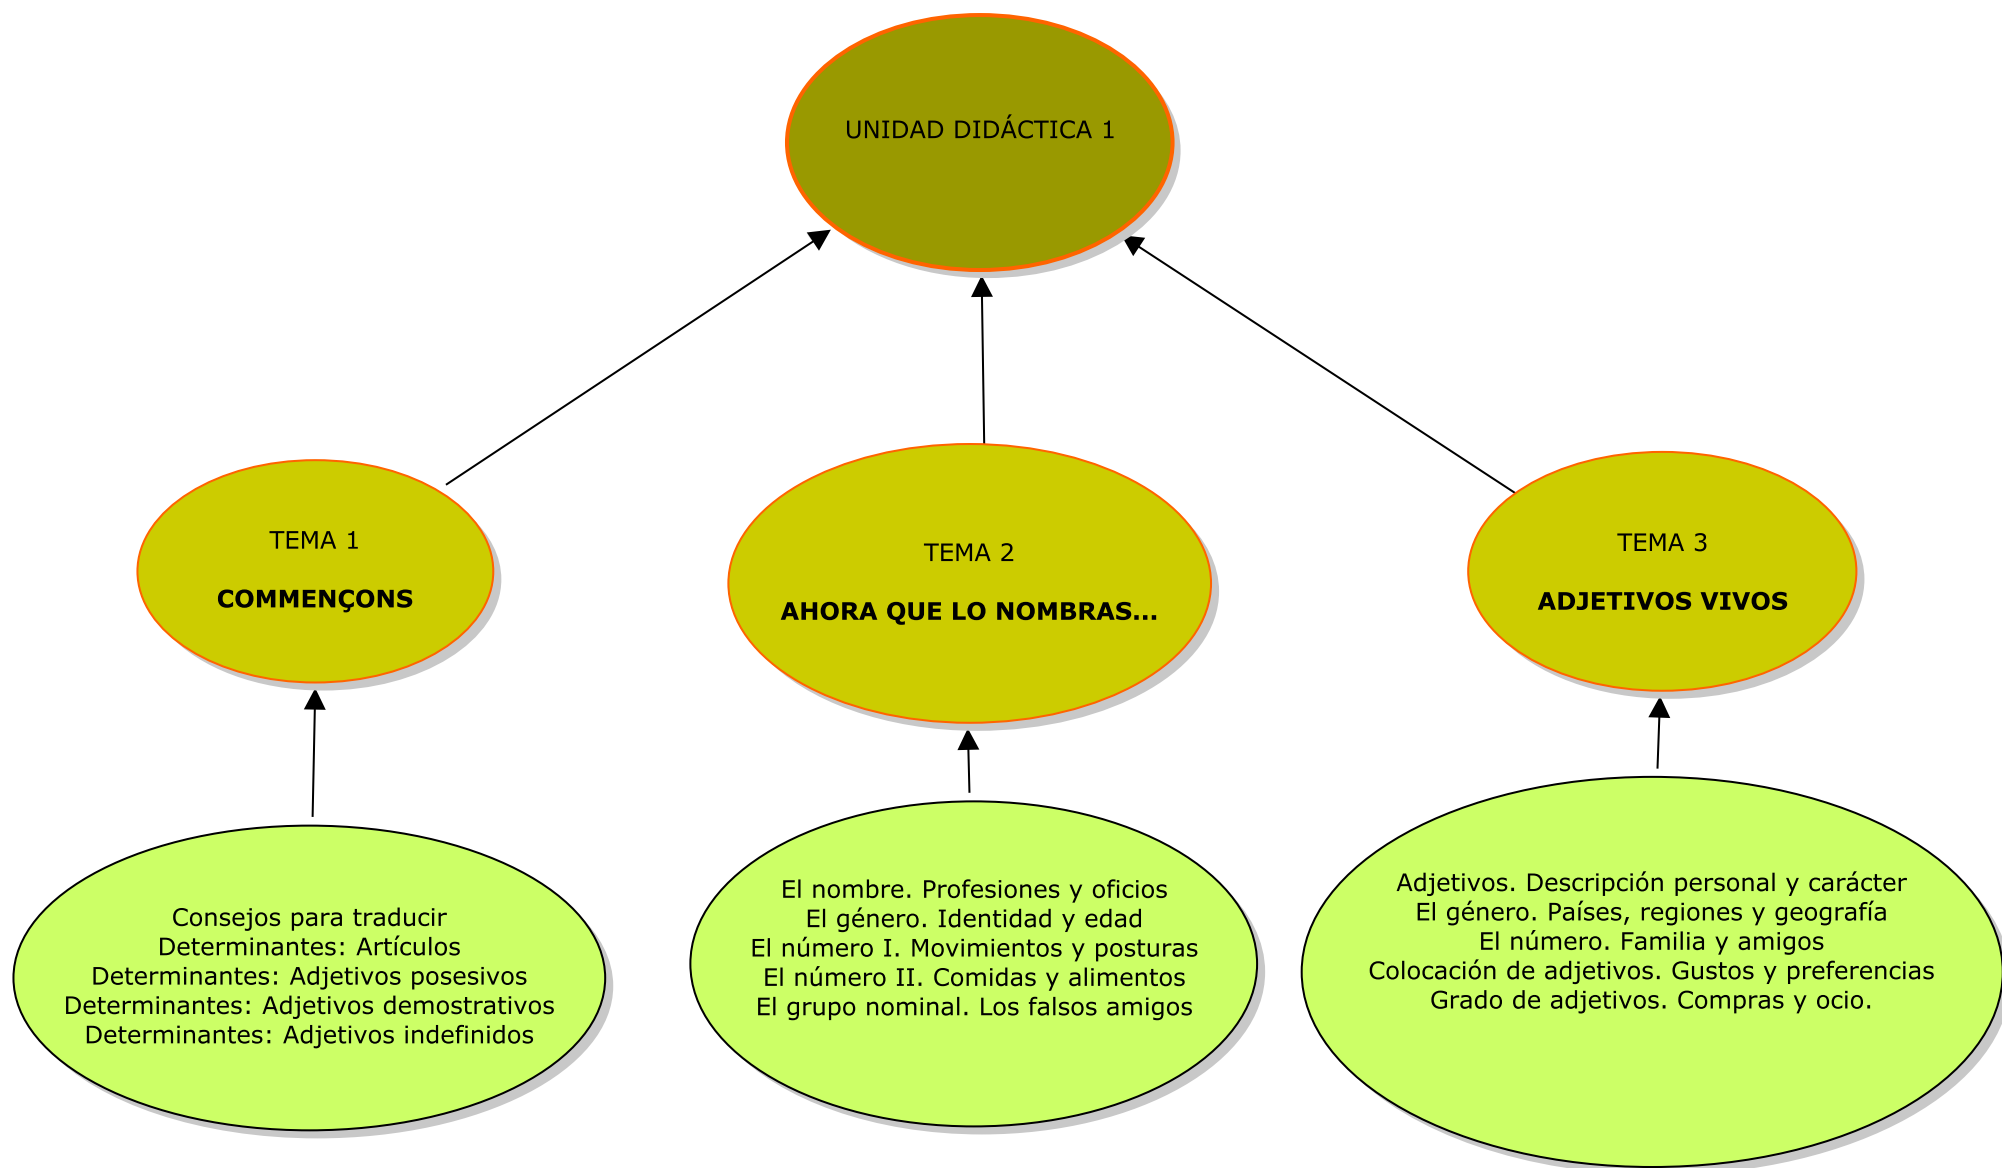 UNIDAD DIDÁCTICA 1
TEMA 1
COMMENÇONS
TEMA 2
AHORA QUE LO NOMBRAS...
TEMA 3
ADJETIVOS VIVOS
Consejos para traducir
Determinantes: Artículos
Determinantes: Adjetivos posesivos
Determinantes: Adjetivos demostrativos
Determinantes: Adjetivos indefinidos
El nombre. Profesiones y oficios
El género. Identidad y edad
El número I. Movimientos y posturas
El número II. Comidas y alimentos
El grupo nominal. Los falsos amigos
Adjetivos. Descripción personal y carácter
El género. Países, regiones y geografía
El número. Familia y amigos
Colocación de adjetivos. Gustos y preferencias
Grado de adjetivos. Compras y ocio.